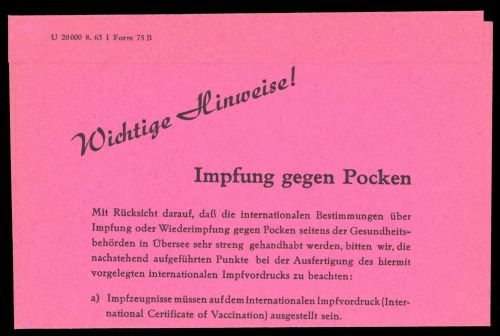 U 20000 8. 63 I Form 75 B
Wichtige Hinweise!
Impfung gegen Pocken
Mit Rücksicht darauf, daß die internationalen Bestimmungen über
Impfung oder Wiederimpfung gegen Pocken seitens der Gesundheits-
behörden in Übersee sehr streng gehandhabt werden, bitten wir, die
nachstehend aufgeführten Punkte bei der Ausfertigung des hiermit
vorgelegten internationalen Impfvordrucks zu beachten:
a) Impfzeugnisse müssen auf dem internationalen Impfvordruck (Inter-
national Certificate of Vaccination) ausgestellt sein.